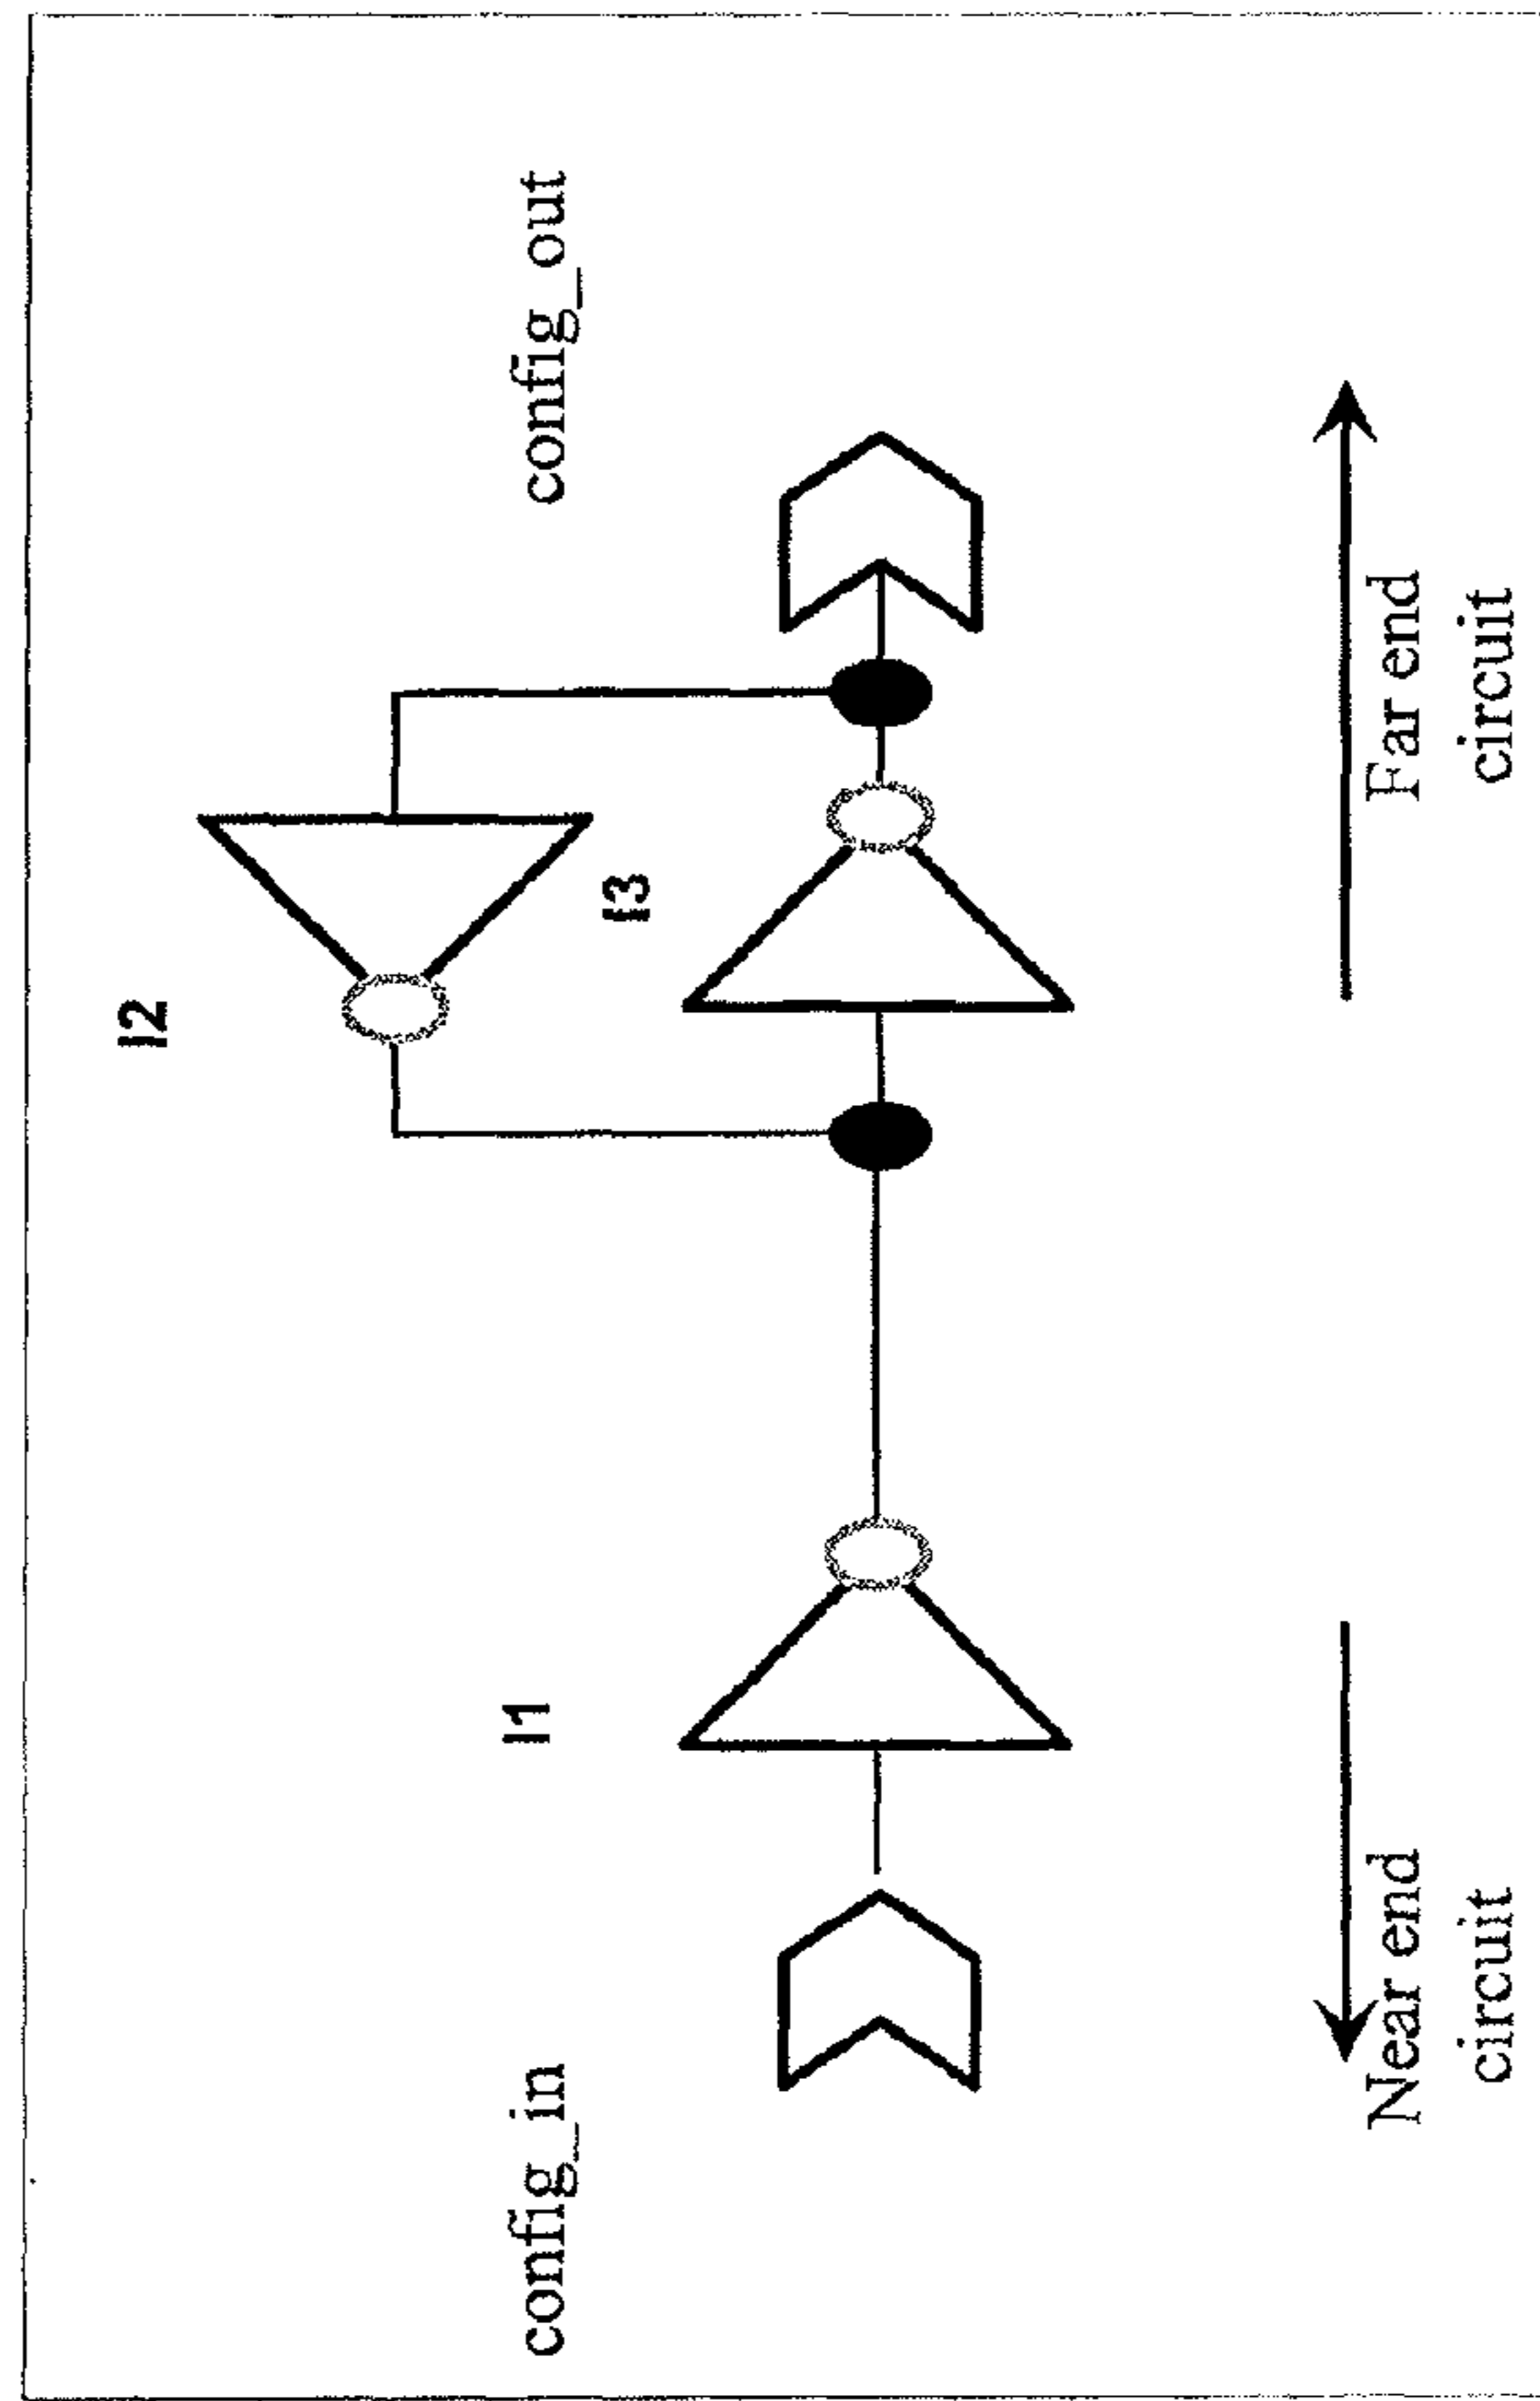 I2
config_in
I1
I3
config_out
Near end
circuit
Far end
circuit